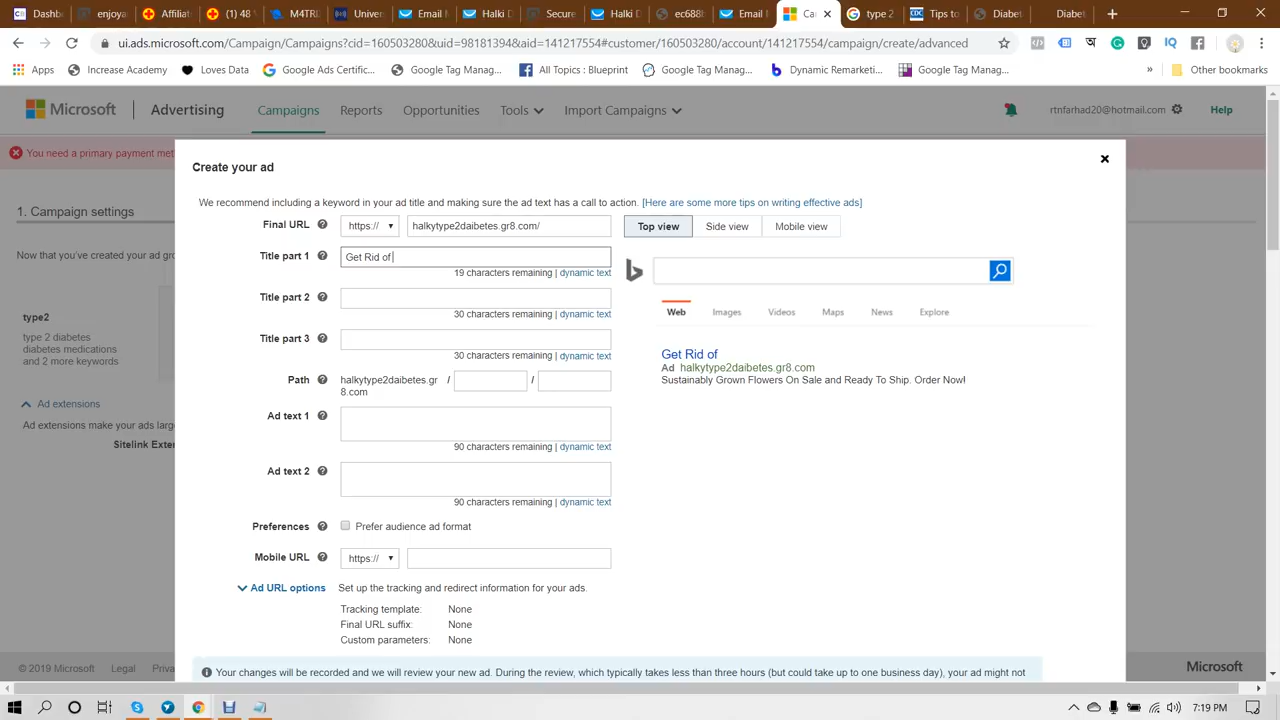 Dashbo
enjoy
Affiliate
(1) 48
M4TRL
Univer
Email M
Halki D
Secure
Halki D
ec688
Email M
Ca
type 2
Tips to
Diabet
Diabet
ui.ads.microsoft.com/Campaign/Campaigns?cid=160503280&uid=98181394&aid=141217554#customer/160503280/account/141217554/campaign/create/advanced
Apps
Increase Academy
Loves Data
Google Ads Certific...
Google Tag Manag...
All Topics : Blueprint
Google Tag Manag...
Dynamic Remarketi...
Google Tag Manag...
»
Other bookmarks
Microsoft
Advertising
Campaigns
Reports
Opportunities
Tools
Import Campaigns
rtnfarhad20@hotmail.com
Help
You need a primary payment met
Create your ad
1. Campaign settings
Now that you've created your ad gro
type2
type 2 diabetes
diabetes medications
and 2 more keywords
Ad extensions
Ad extensions make your ads larg
Sitelink Exter
We recommend including a keyword in your ad title and making sure the ad text has a call to action. [Here are some more tips on writing effective ads]
Final URL
https://
halkytype2daibetes.gr8.com/
Top view
Side view
Mobile view
Title part 1
Get Rid of
19 characters remaining | dynamic text
Title part 2
30 characters remaining | dynamic text
Title part 3
30 characters remaining | dynamic text
Web
Images
Videos
Maps
News
Explore
Get Rid of
Ad halkytype2daibetes.gr8.com
Sustainably Grown Flowers On Sale and Ready To Ship. Order Now!
Path
halkytype2daibetes.gr
8.com
/
/
Ad text 1
90 characters remaining | dynamic text
Ad text 2
90 characters remaining | dynamic text
Preferences
Prefer audience ad format
Mobile URL
https://
Ad URL options
Set up the tracking and redirect information for your ads.
Tracking template: None
Final URL suffix: None
Custom parameters: None
Your changes will be recorded and we will review your new ad. During the review, which typically takes less than three hours (but could take up to one business day), your ad might not
© 2019 Microsoft
Legal
Priva
Microsoft
7:19 PM